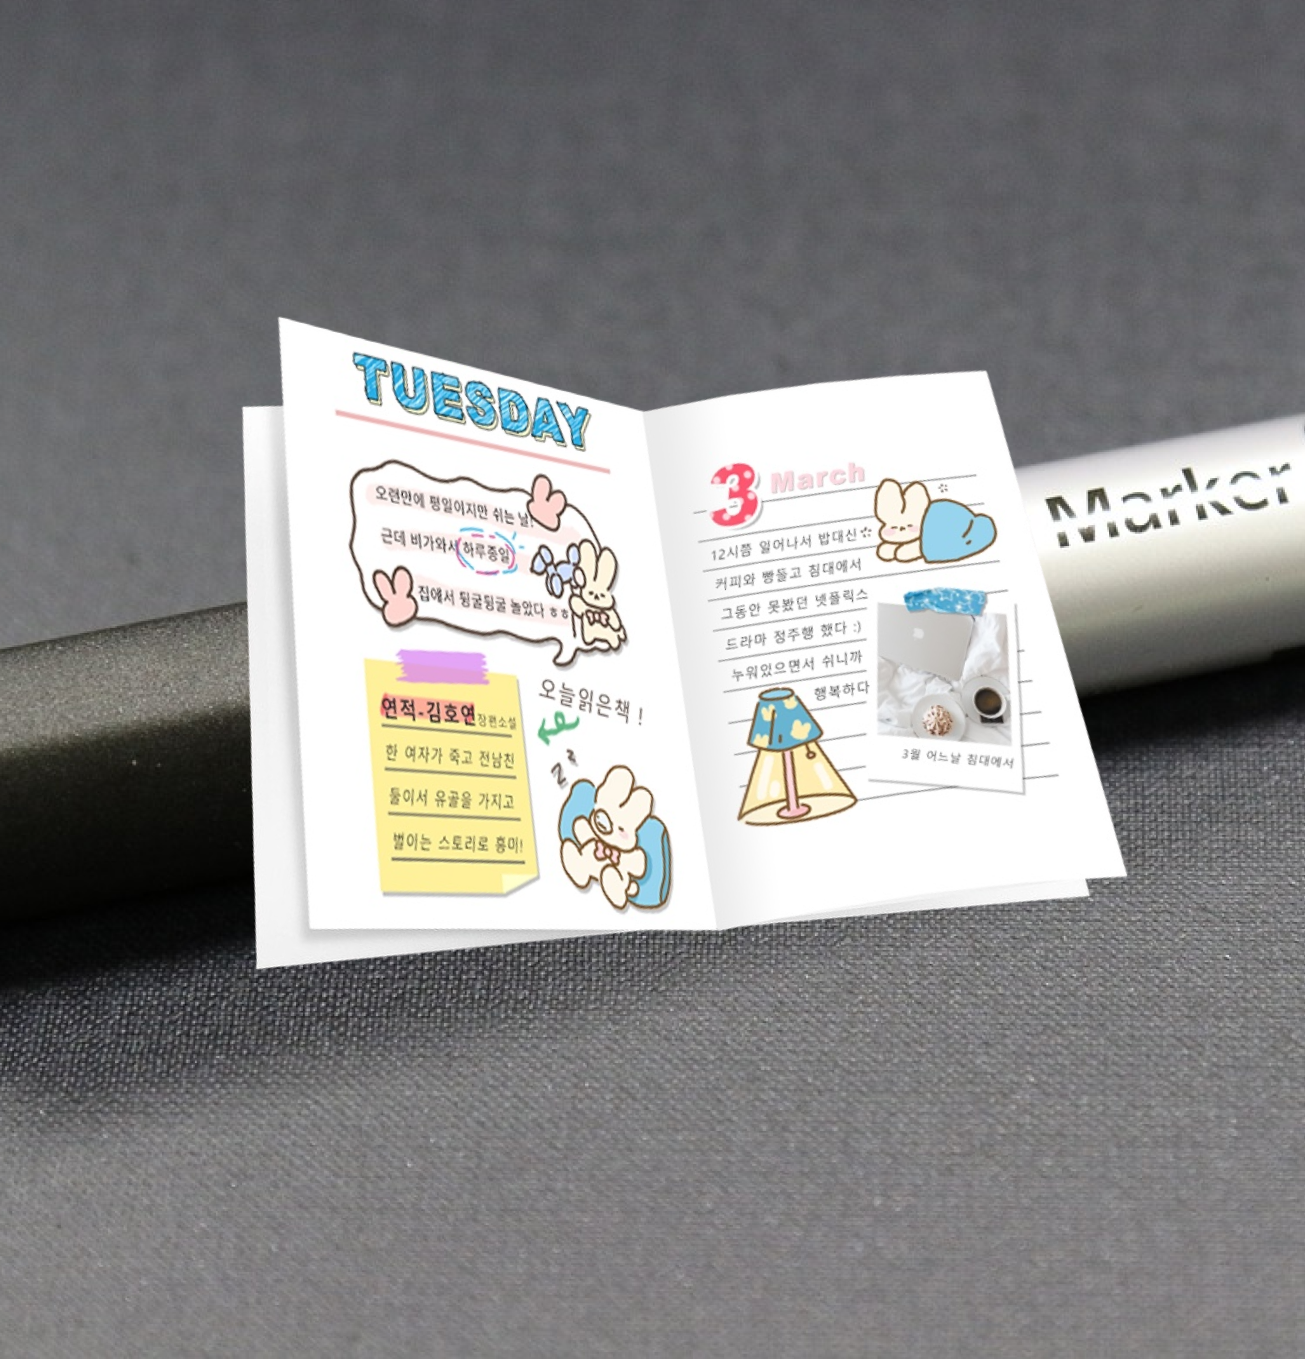 TUESDAY
오랜만에 평일이지만 쉬는 날!
근데 비가와서 하루종일
집에서 뒹굴뒹굴 놀았다 ㅎㅎ
연적-김호연 장편소설
한 여자가 죽고 전남친
둘이서 유골을 가지고
벌이는 스토리로 흥미!
오늘읽은책 !
z z
3 March
12시쯤 일어나서 밥대신
커피와 빵들고 침대에서
그동안 못봤던 넷플릭스
드라마 정주행 했다 :)
누워있으면서 쉬니까
행복하다
3월 어느날 침대에서
Marker